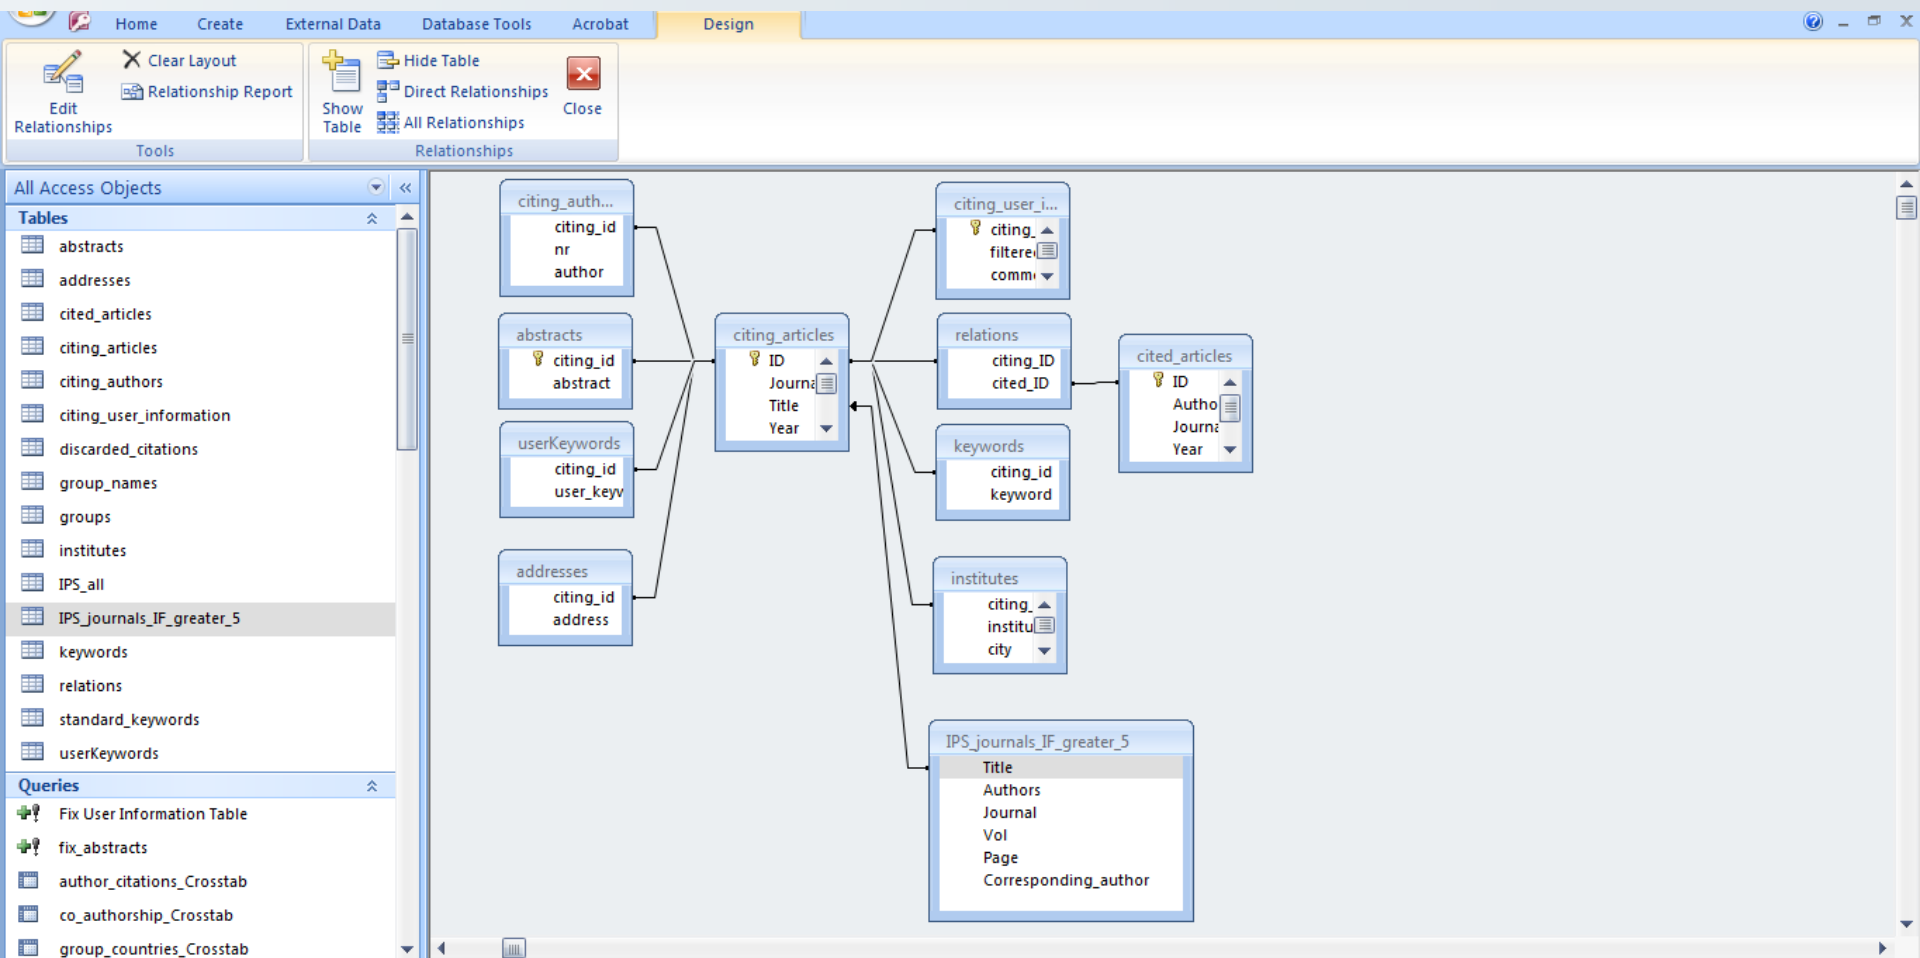 Home Create External Data Database Tools Acrobat Design
Clear Layout
Relationship Report
Edit
Relationships
Tools
Show
Table
Hide Table
Direct Relationships
All Relationships
Close
Relationships
All Access Objects
Tables
abstracts
addresses
cited_articles
citing_articles
citing_authors
citing_user_information
discarded_citations
group_names
groups
institutes
IPS_all
IPS_journals_IF_greater_5
keywords
relations
standard_keywords
userKeywords
Queries
Fix User Information Table
fix_abstracts
author_citations_Crosstab
co_authorship_Crosstab
group_countries_Crosstab
citing_auth...
citing_id
nr
author
abstracts
citing_id
abstract
userKeywords
citing_id
user_keyw
addresses
citing_id
address
citing_articles
ID
Journa
Title
Year
citing_user_i...
citing_
filtere
comm
relations
citing_ID
cited_ID
cited_articles
ID
Autho
Journa
Year
keywords
citing_id
keyword
institutes
citing_
institu
city
IPS_journals_IF_greater_5
Title
Authors
Journal
Vol
Page
Corresponding_author